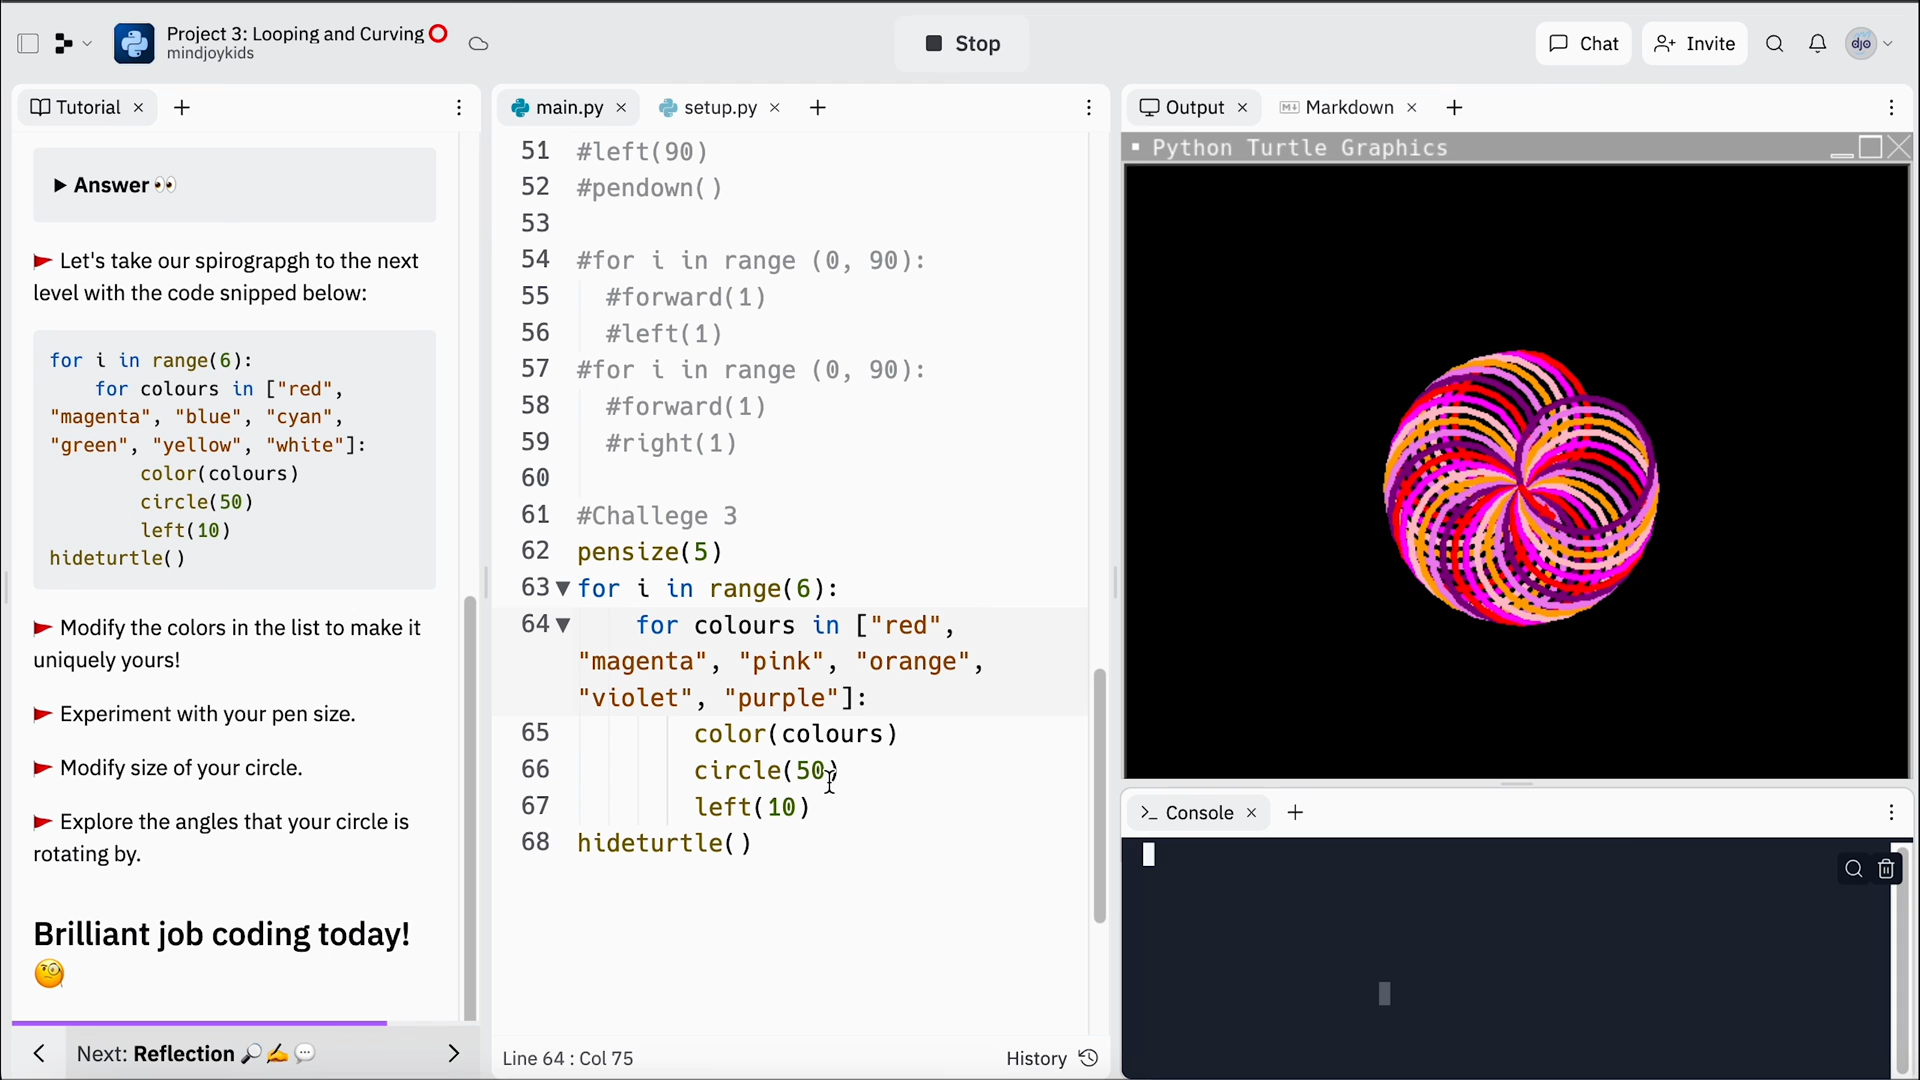 Project 3: Looping and Curving
mindjoykids
Stop
Chat
Invite
djo
Tutorial
main.py
setup.py
Output
Markdown
Answer
Let's take our spirograpgh to the next
level with the code snipped below:
for i in range(6):
for colours in ["red",
"magenta", "blue", "cyan",
"green", "yellow", "white"]:
color(colours)
circle(50)
left(10)
hideturtle()
Modify the colors in the list to make it
uniquely yours!
Experiment with your pen size.
Modify size of your circle.
Explore the angles that your circle is
rotating by.
Brilliant job coding today!
Next: Reflection
51 #left(90)
52 #pendown()
53
54 #for i in range (0, 90):
55 #forward(1)
56 #left(1)
57 #for i in range (0, 90):
58 #forward(1)
59 #right(1)
60
61 #Challege 3
62 pensize(5)
63 for i in range(6):
64 for colours in ["red",
"magenta", "pink", "orange",
"violet", "purple"]:
65 color(colours)
66 circle(50)
67 left(10)
68 hideturtle()
Line 64 : Col 75
History
Python Turtle Graphics
Console